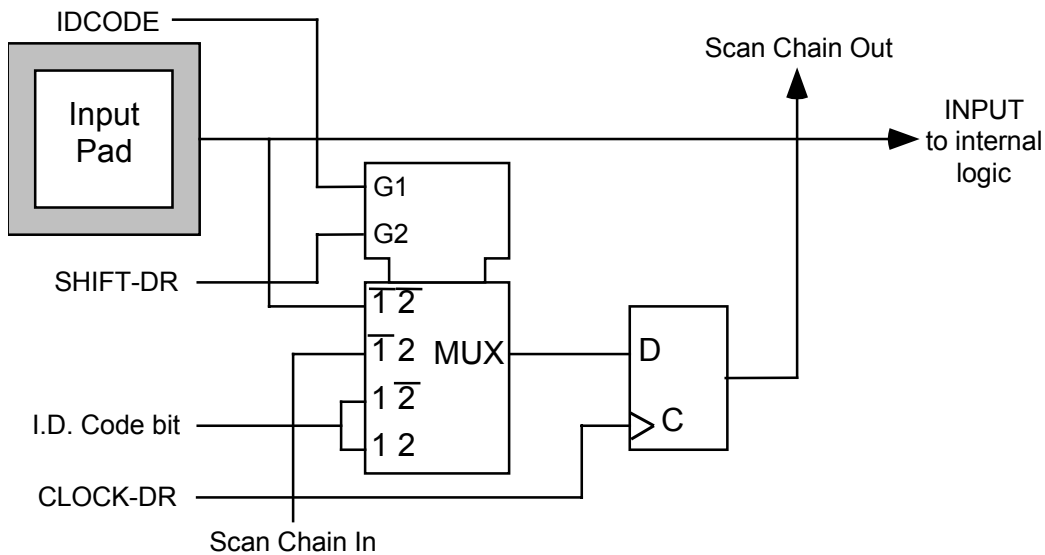 IDCODE
Scan Chain Out
Input
Pad
INPUT
to internal
logic
G1
G2
SHIFT-DR
1̅ 2̅
1̅ 2
MUX
D
1 2̅
I.D. Code bit
1 2
C
CLOCK-DR
Scan Chain In